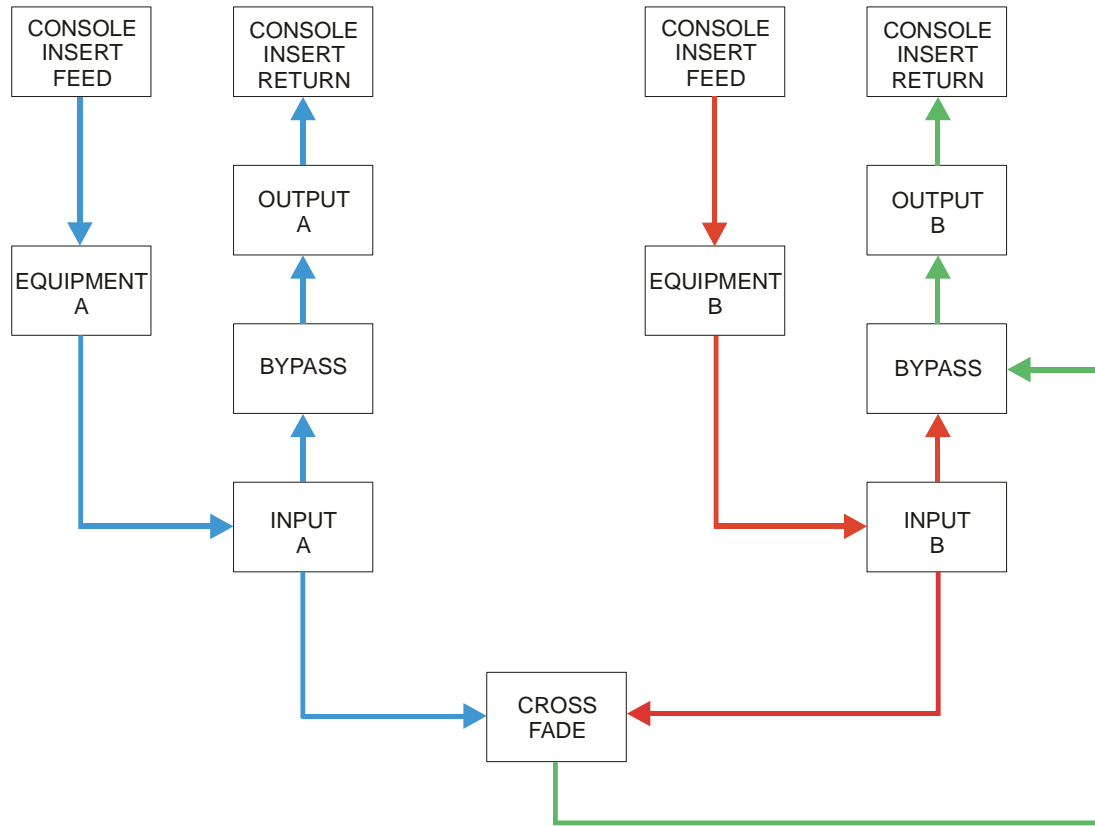 CONSOLE
INSERT
FEED
CONSOLE
INSERT
RETURN
CONSOLE
INSERT
FEED
CONSOLE
INSERT
RETURN
OUTPUT
A
OUTPUT
B
EQUIPMENT
A
EQUIPMENT
B
BYPASS
BYPASS
INPUT
A
INPUT
B
CROSS
FADE